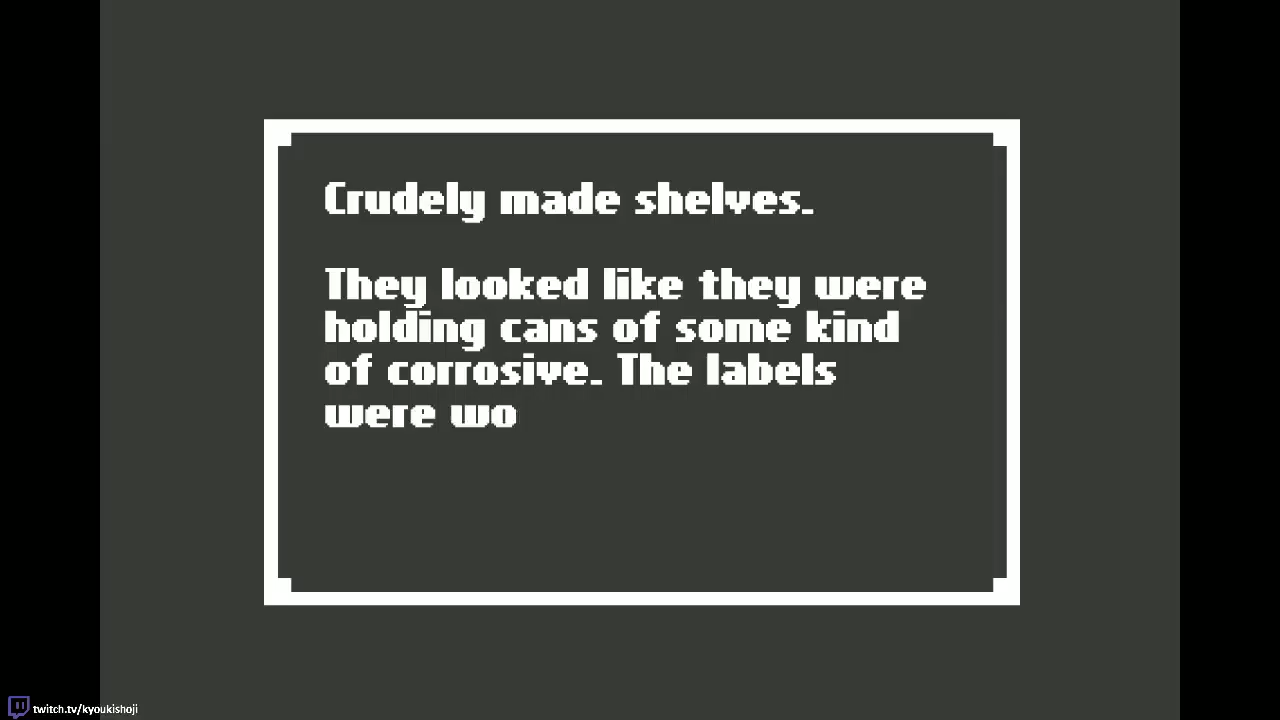 Crudely made shelves.
They looked like they were
holding cans of some kind
of corrosive. The labels
were wo
twitch.tv/kyoukishoji